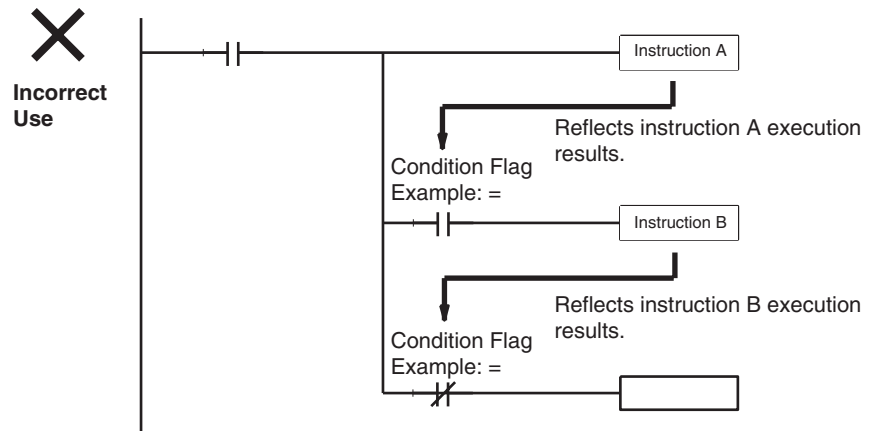 Incorrect
Use
Instruction A
Reflects instruction A execution
results.
Condition Flag
Example: =
Instruction B
Reflects instruction B execution
results.
Condition Flag
Example: =